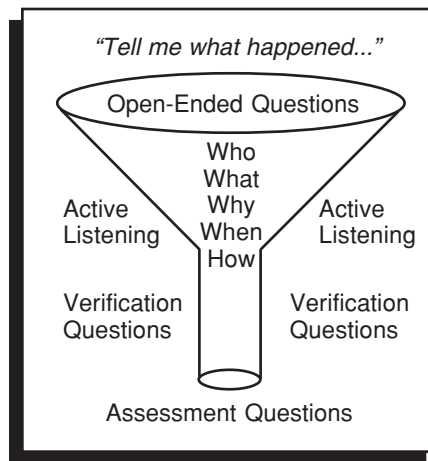 “Tell me what happened...”
Open-Ended Questions
Who
What
Why
When
How
Active
Listening
Active
Listening
Verification
Questions
Verification
Questions
Assessment Questions